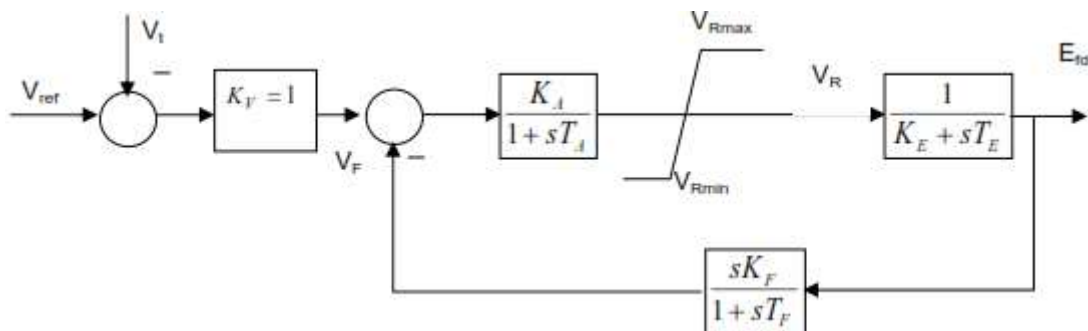 V_t
V_Rmax
E_fd
V_ref
K_V = 1
K_A
1 + sT_A
V_R
1
K_E + sT_E
V_F
V_Rmin
sK_F
1 + sT_F